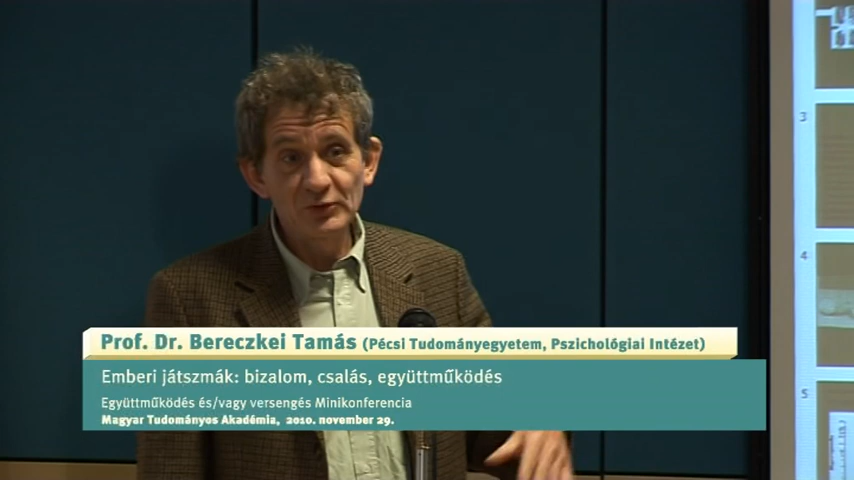 3
4
5
Prof. Dr. Bereczkei Tamás (Pécsi Tudományegyetem, Pszichológiai Intézet)
Emberi játszmák: bizalom, csalás, együttműködés
Együttműködés és/vagy versengés Minikonferencia
Magyar Tudományos Akadémia, 2010. november 29.